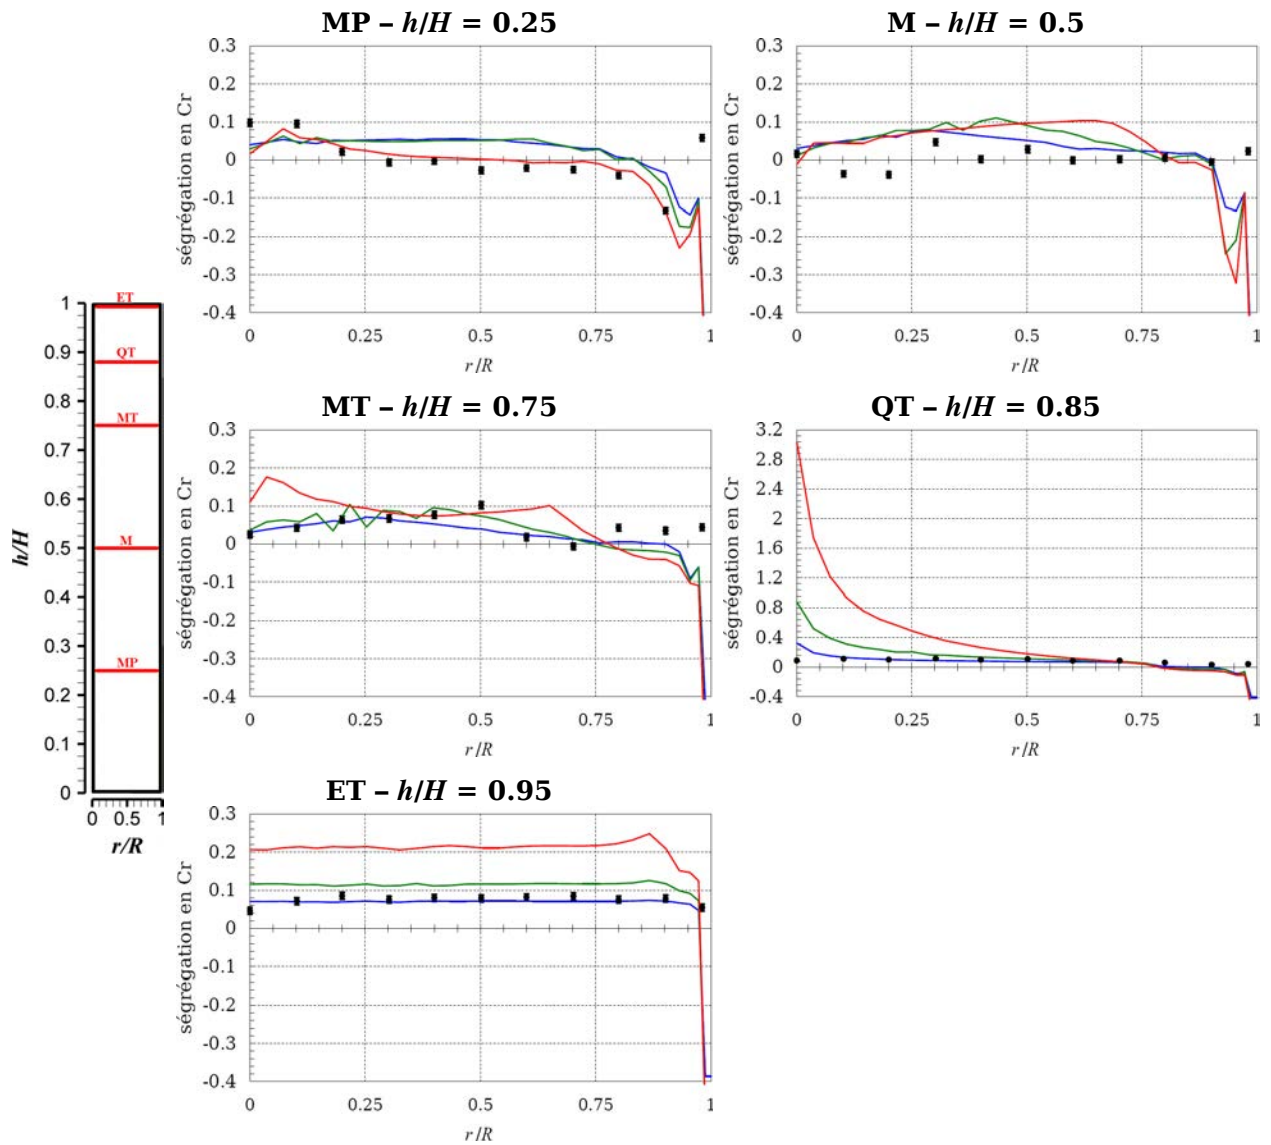 MP – h/H = 0.25
0.3
0.2
0.1
0
-0.1
-0.2
-0.3
-0.4
ségrégation en Cr
0 0.25 0.5 0.75 1
r/R
M – h/H = 0.5
0.3
0.2
0.1
0
-0.1
-0.2
-0.3
-0.4
ségrégation en Cr
0 0.25 0.5 0.75 1
r/R
1
0.9
0.8
0.7
0.6
0.5
0.4
0.3
0.2
0.1
0
h/H
ET
QT
MT
M
MP
0 0.5 1
r/R
MT – h/H = 0.75
0.3
0.2
0.1
0
-0.1
-0.2
-0.3
-0.4
ségrégation en Cr
0 0.25 0.5 0.75 1
r/R
QT – h/H = 0.85
3.2
2.8
2.4
2
1.6
1.2
0.8
0.4
0
-0.4
ségrégation en Cr
0 0.25 0.5 0.75 1
r/R
ET – h/H = 0.95
0.3
0.2
0.1
0
-0.1
-0.2
-0.3
-0.4
ségrégation en Cr
0 0.25 0.5 0.75 1
r/R